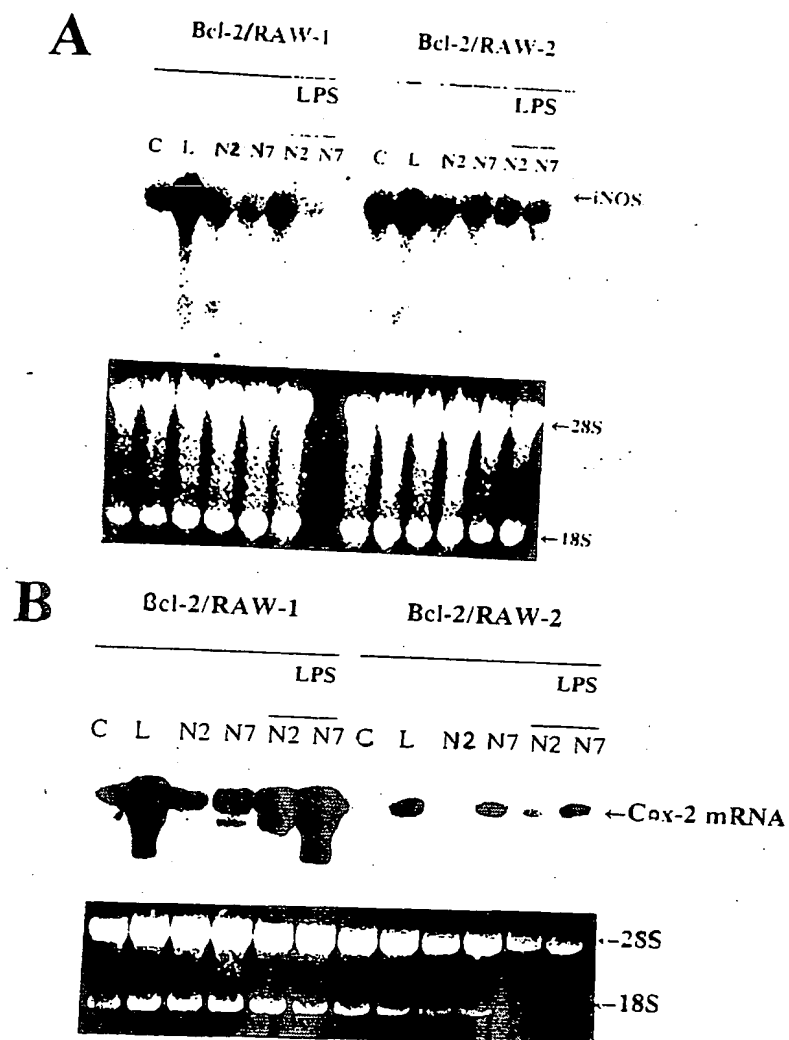 A
Bcl-2/RAW-1 Bcl-2/RAW-2
LPS LPS
C L N2 N7 N2 N7 C L N2 N7 N2 N7
←iNOS
←28S
←18S
B
Bcl-2/RAW-1 Bcl-2/RAW-2
LPS LPS
C L N2 N7 N2 N7 C L N2 N7 N2 N7
←Cox-2 mRNA
←28S
←18S